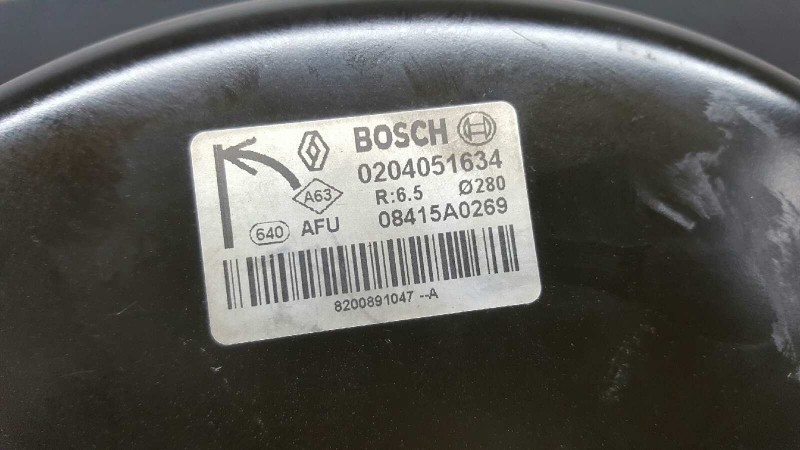 BOSCH
0204051634
A63 R:6.5 Ø280
640 AFU 08415A0269
8200891047 --A